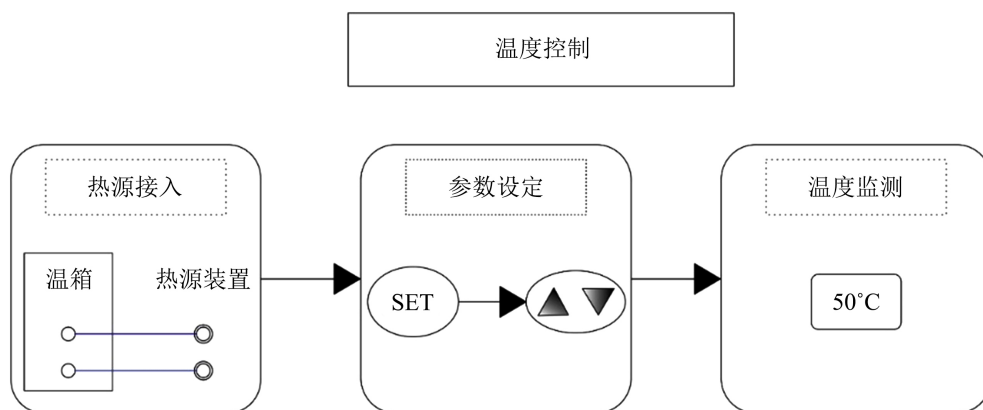 温度控制
热源接入
参数设定
温度监测
温箱
热源装置
SET
50°C